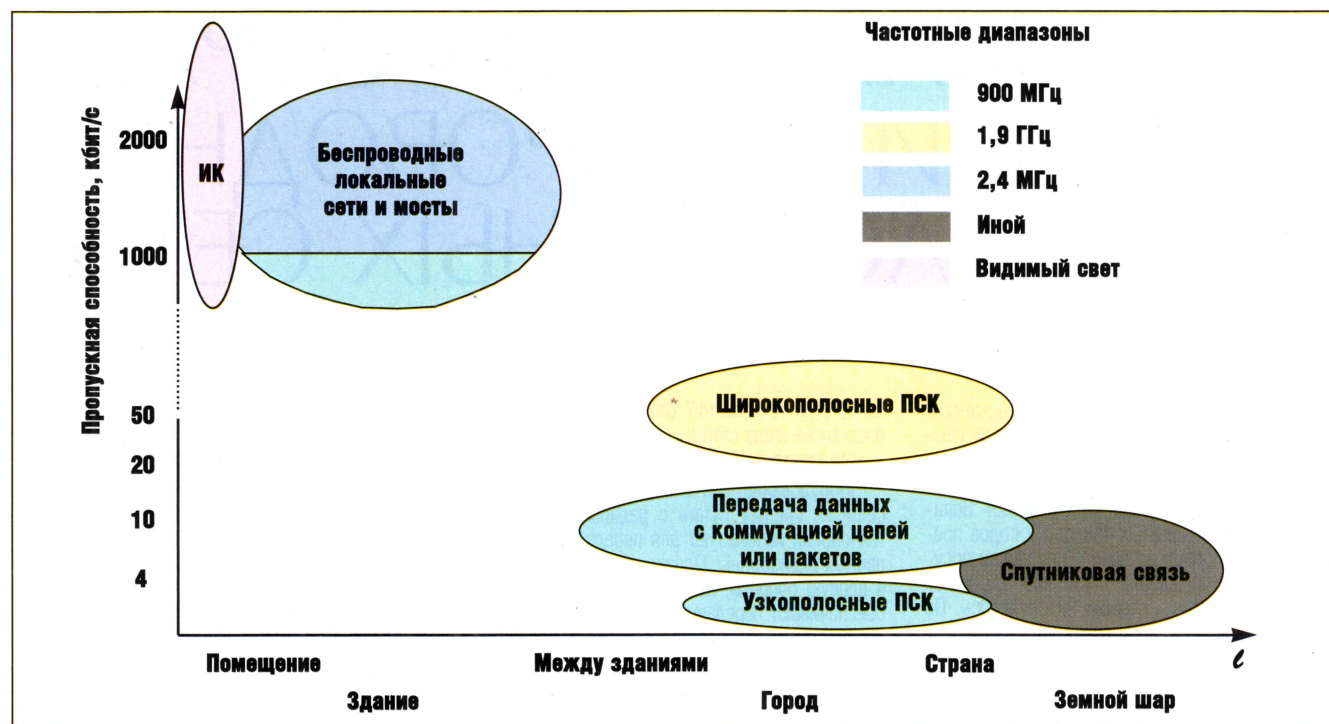 Частотные диапазоны
900 МГц
1,9 ГГц
2,4 МГц
Иной
Видимый свет
Пропускная способность, кбит/с
2000
1000
50
20
10
4
ИК
Беспроводные
локальные
сети и мосты
Широкополосные ПСК
Передача данных
с коммутацией цепей
или пакетов
Спутниковая связь
Узкополосные ПСК
Помещение
Между зданиями
Страна
ℓ
Здание
Город
Земной шар